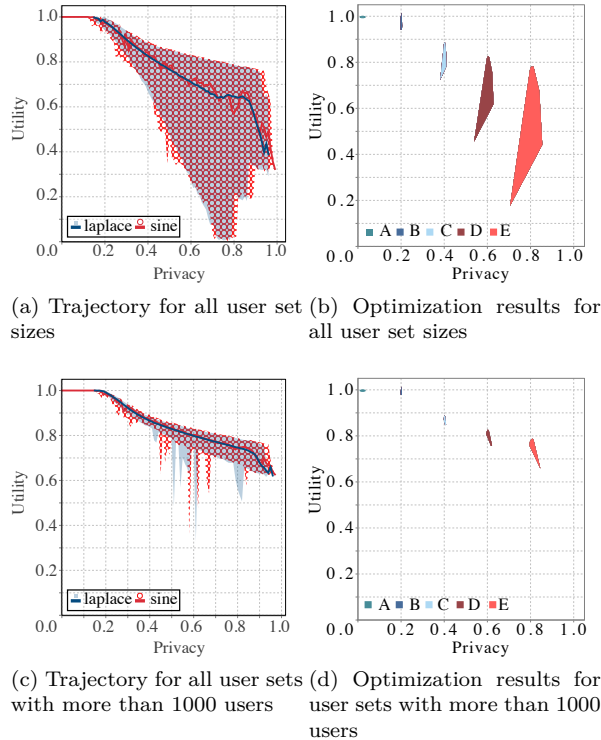 1.0
0.8
0.6
0.4
0.2
0.0
0.2
0.4
0.6
0.8
1.0
Utility
Privacy
laplace
sine
1.0
0.8
0.6
0.4
0.2
0.0
0.2
0.4
0.6
0.8
1.0
Utility
Privacy
A B C D E
(a) Trajectory for all user set
sizes
(b) Optimization results for
all user set sizes
1.0
0.8
0.6
0.4
0.2
0.0
0.2
0.4
0.6
0.8
1.0
Utility
Privacy
laplace
sine
1.0
0.8
0.6
0.4
0.2
0.0
0.2
0.4
0.6
0.8
1.0
Utility
Privacy
A B C D E
(c) Trajectory for all user sets
with more than 1000 users
(d) Optimization results for
user sets with more than 1000
users